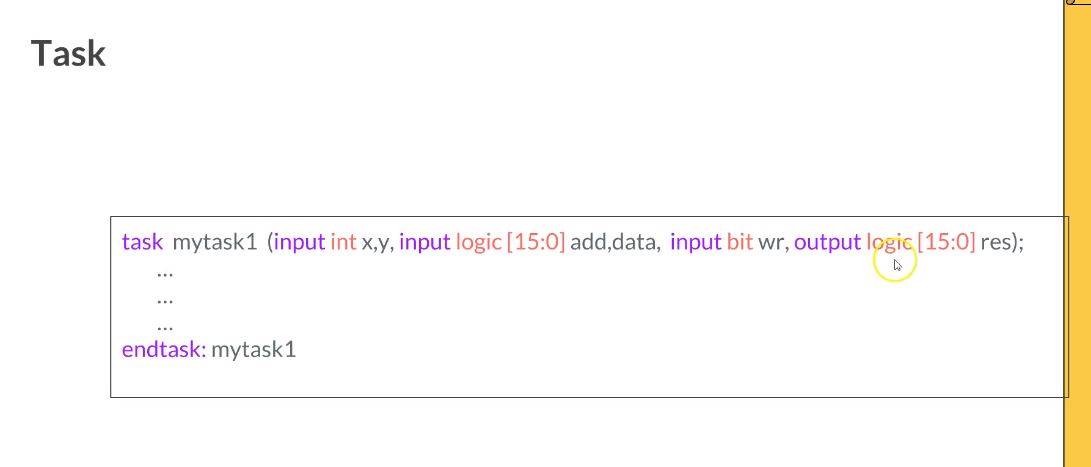 Task
task mytask1 (input int x,y, input logic [15:0] add,data, input bit wr, output logic [15:0] res);
...
...
...
endtask: mytask1